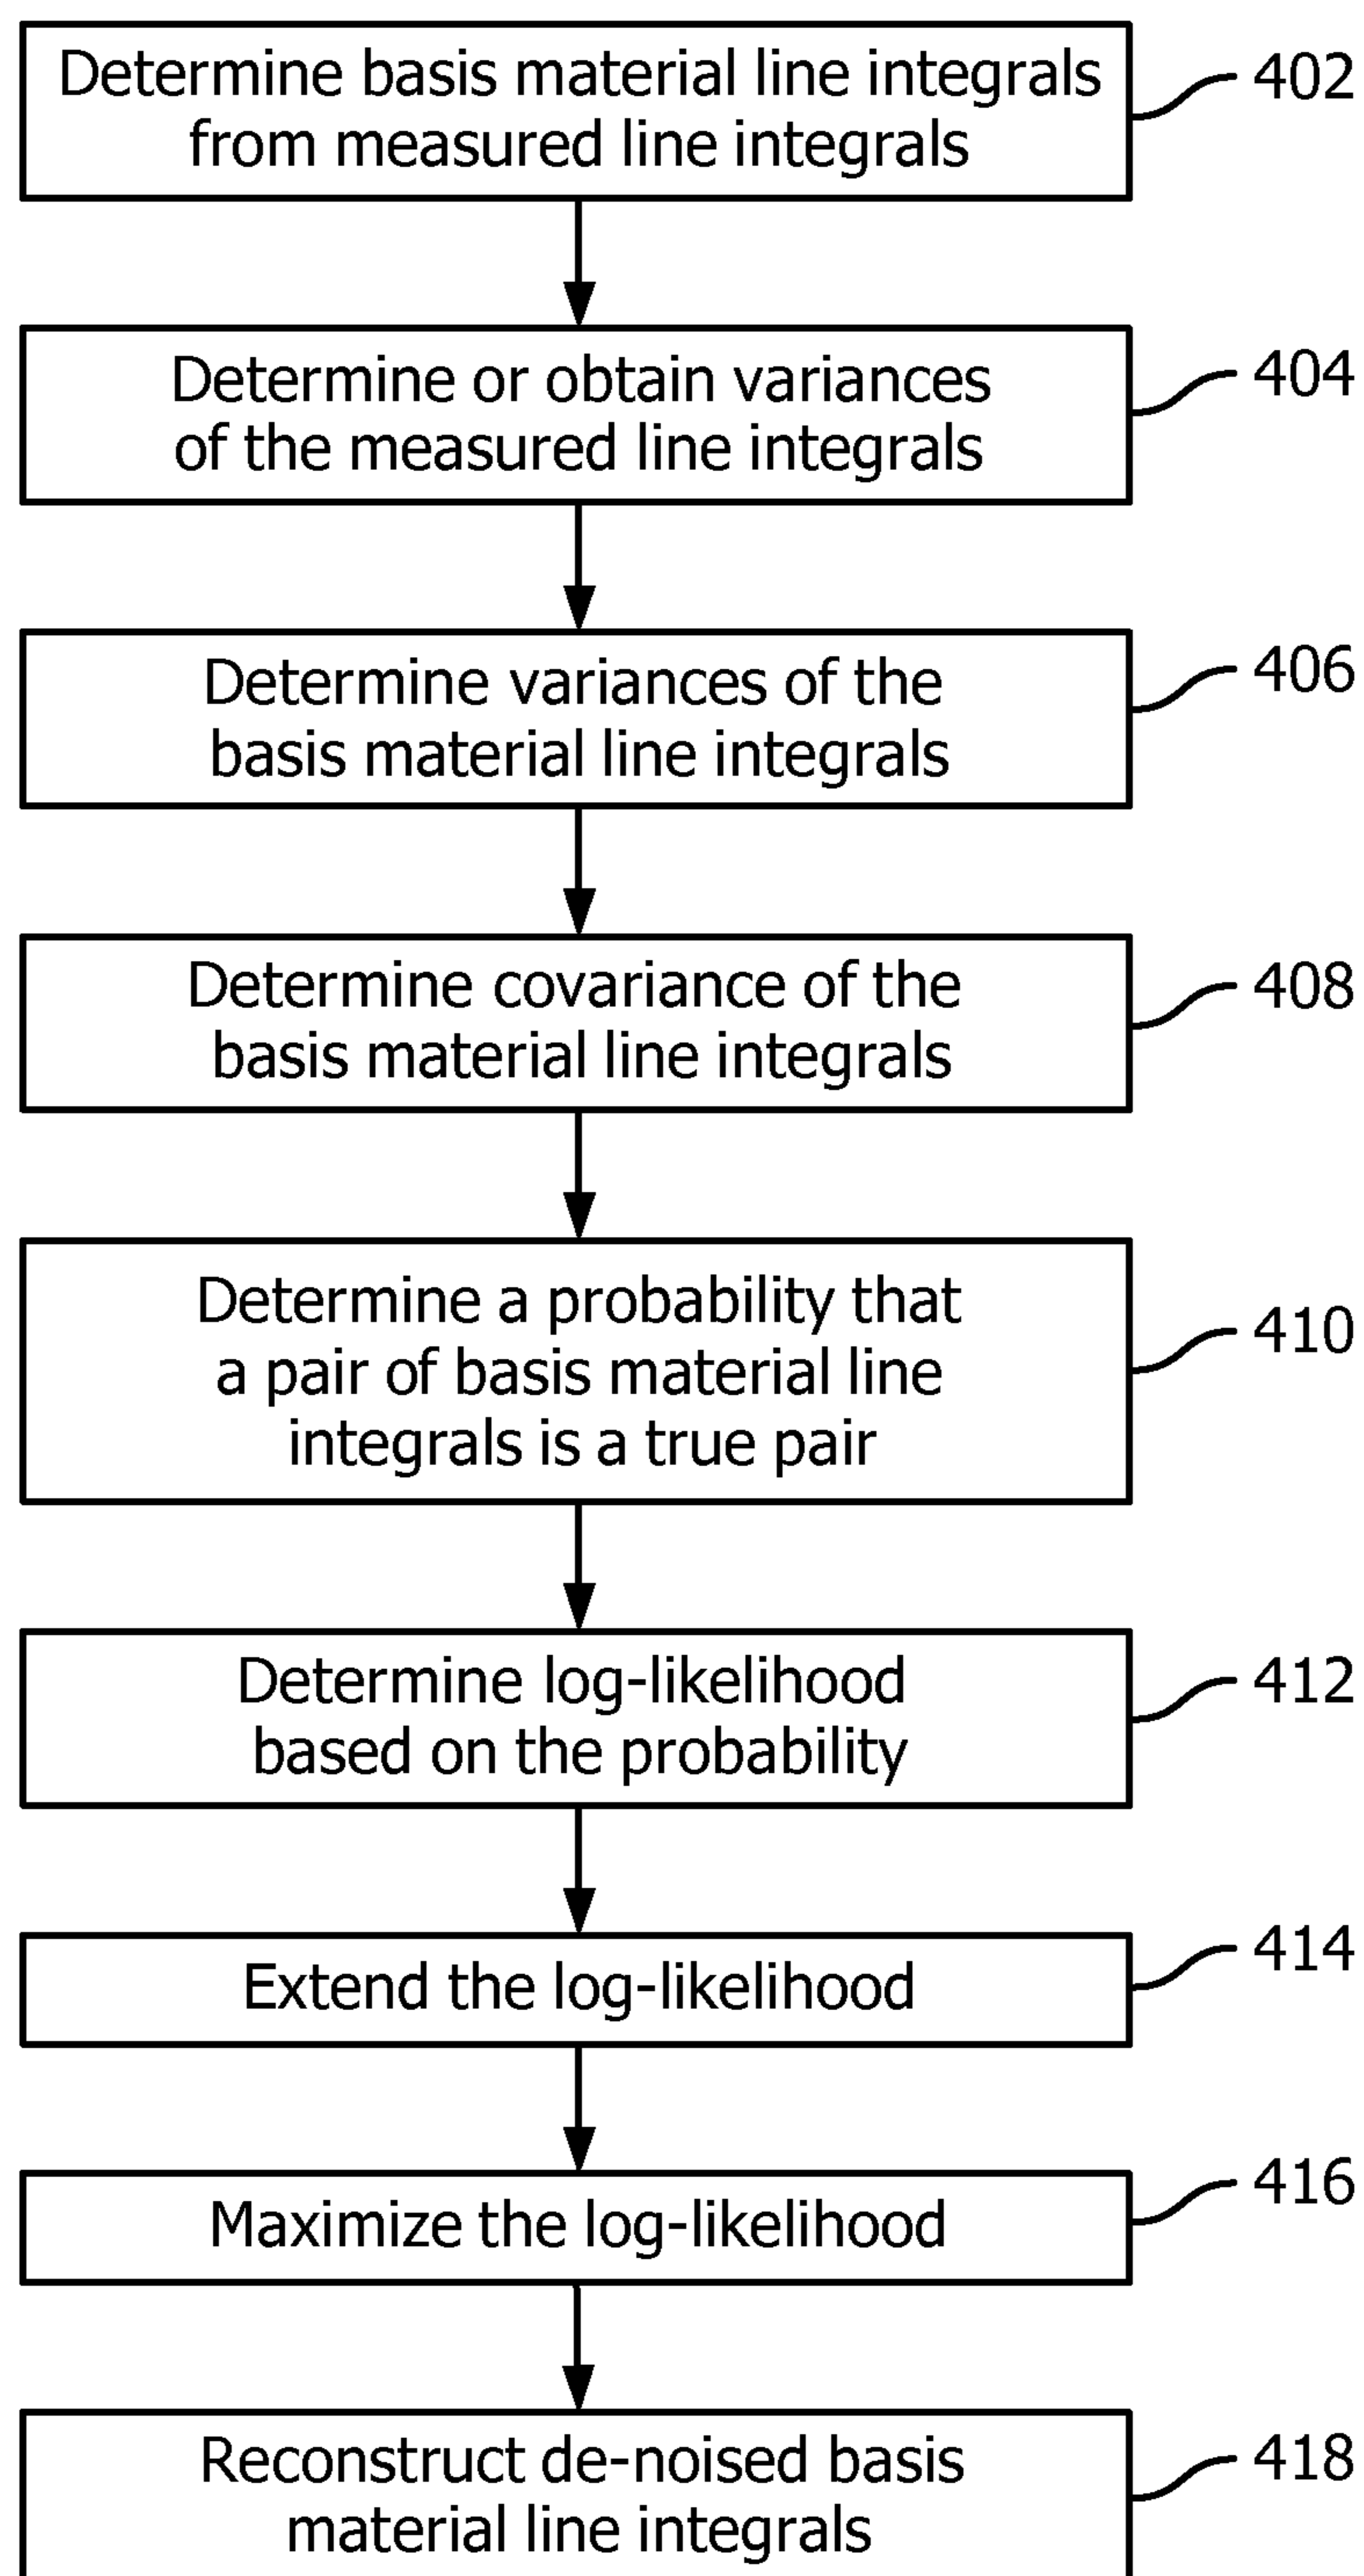 Determine basis material line integrals
from measured line integrals
402
Determine or obtain variances
of the measured line integrals
404
Determine variances of the
basis material line integrals
406
Determine covariance of the
basis material line integrals
408
Determine a probability that
a pair of basis material line
integrals is a true pair
410
Determine log-likelihood
based on the probability
412
Extend the log-likelihood
414
Maximize the log-likelihood
416
Reconstruct de-noised basis
material line integrals
418